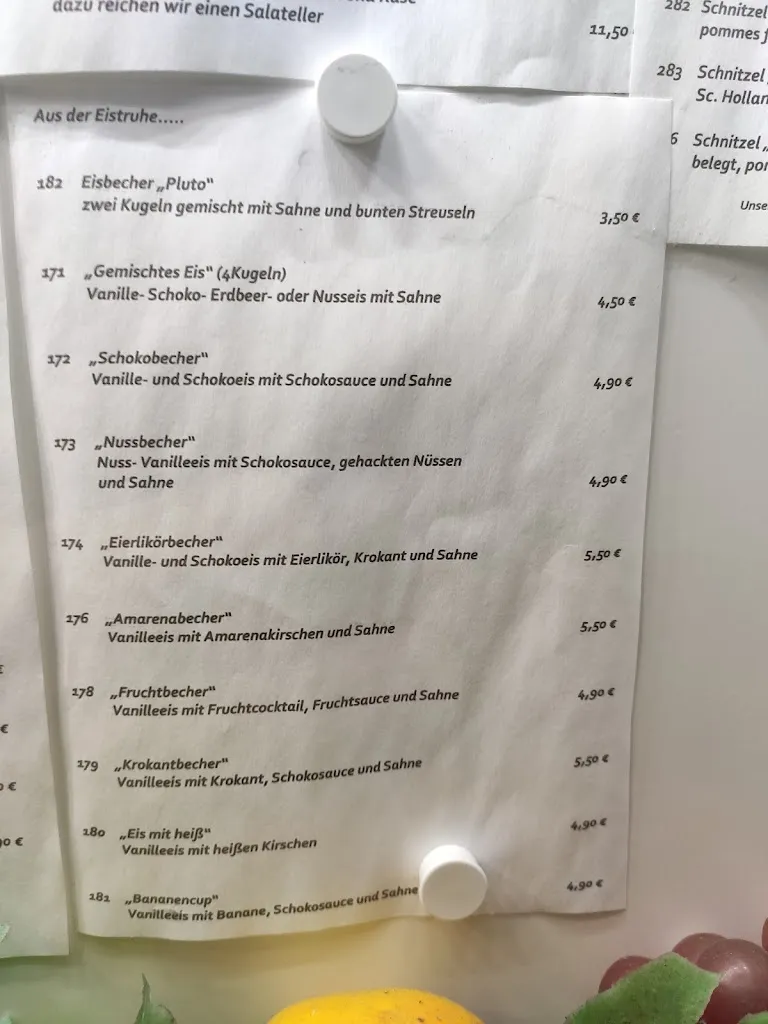 dazu reichen wir einen Salatteller
11,50
282 Schnitzel
pommes
283 Schnitzel
Sc.
6 Schnitzel „
belegt,
Aus der Eistruhe.....
182 Eisbecher „Pluto“
zwei Kugeln gemischt mit Sahne und bunten Streuseln 3,50 €
171 „Gemischtes Eis“ (4Kugeln)
Vanille- Schoko- Erdbeer- oder Nusseis mit Sahne 4,50 €
172 „Schokobecher“
Vanille- und Schokoeis mit Schokosauce und Sahne 4,90 €
173 „Nussbecher“
Nuss- Vanilleeis mit Schokosauce, gehackten Nüssen
und Sahne 4,90 €
174 „Eierlikörbecher“
Vanille- und Schokoeis mit Eierlikör, Krokant und Sahne 5,50 €
176 „Amarenabecher“
Vanilleeis mit Amarenakirschen und Sahne 5,50 €
178 „Fruchtbecher“
Vanilleeis mit Fruchtcocktail, Fruchtsauce und Sahne 4,90 €
179 „Krokantbecher“
Vanilleeis mit Krokant, Schokosauce und Sahne 5,50 €
180 „Eis mit heiß“
Vanilleeis mit heißen Kirschen 4,90 €
181 „Bananencup“
Vanilleeis mit Banane, Schokosauce und Sahne 4,90 €